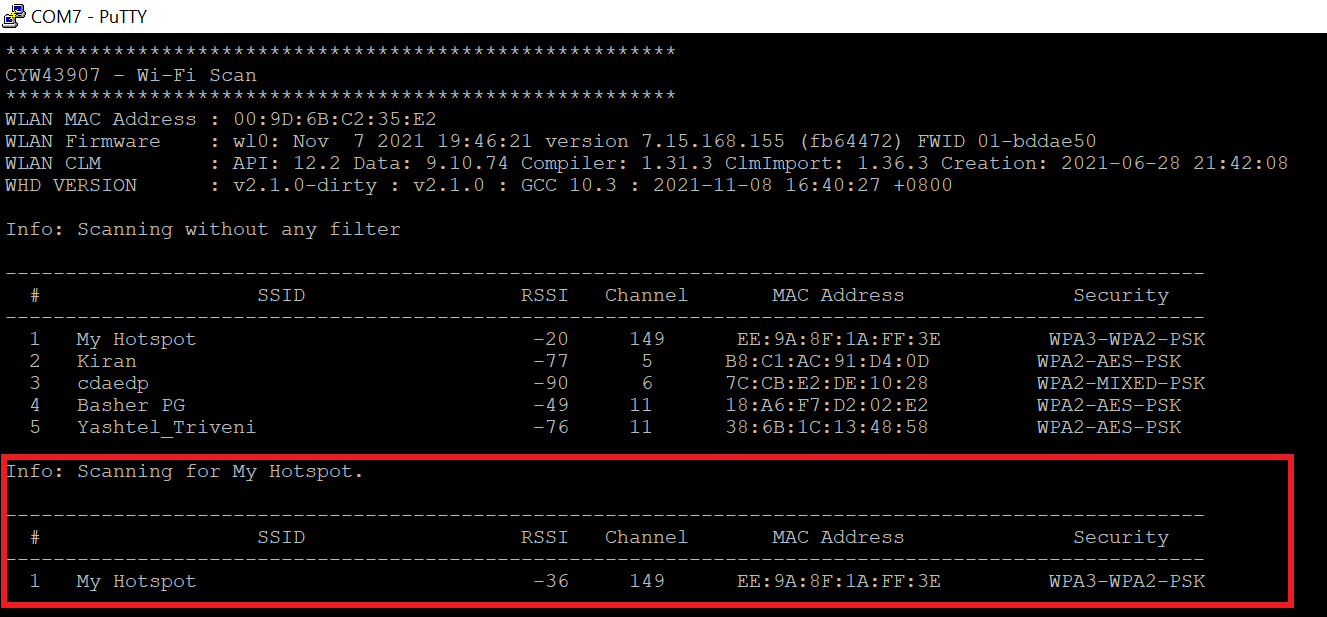 COM7 - PuTTY
********************************************************
CYW43907 - Wi-Fi Scan
********************************************************
WLAN MAC Address : 00:9D:6B:C2:35:E2
WLAN Firmware    : wl0: Nov  7 2021 19:46:21 version 7.15.168.155 (fb64472) FWID 01-bddae50
WLAN CLM         : API: 12.2 Data: 9.10.74 Compiler: 1.31.3 ClmImport: 1.36.3 Creation: 2021-06-28 21:42:08
WHD VERSION      : v2.1.0-dirty : v2.1.0 : GCC 10.3 : 2021-11-08 16:40:27 +0800
Info: Scanning without any filter
----------------------------------------------------------------------------------------------------
  #                  SSID                  RSSI   Channel       MAC Address              Security
----------------------------------------------------------------------------------------------------
  1   My Hotspot                            -20     149      EE:9A:8F:1A:FF:3E         WPA3-WPA2-PSK
  2   Kiran                                 -77      5      B8:C1:AC:91:D4:0D         WPA2-AES-PSK
  3   cdaedp                                -90      6      7C:CB:E2:DE:10:28         WPA2-MIXED-PSK
  4   Basher PG                             -49     11      18:A6:F7:D2:02:E2         WPA2-AES-PSK
  5   Yashtel_Triveni                       -76     11      38:6B:1C:13:48:58         WPA2-AES-PSK
Info: Scanning for My Hotspot.
----------------------------------------------------------------------------------------------------
  #                  SSID                  RSSI   Channel       MAC Address              Security
----------------------------------------------------------------------------------------------------
  1   My Hotspot                            -36     149      EE:9A:8F:1A:FF:3E         WPA3-WPA2-PSK